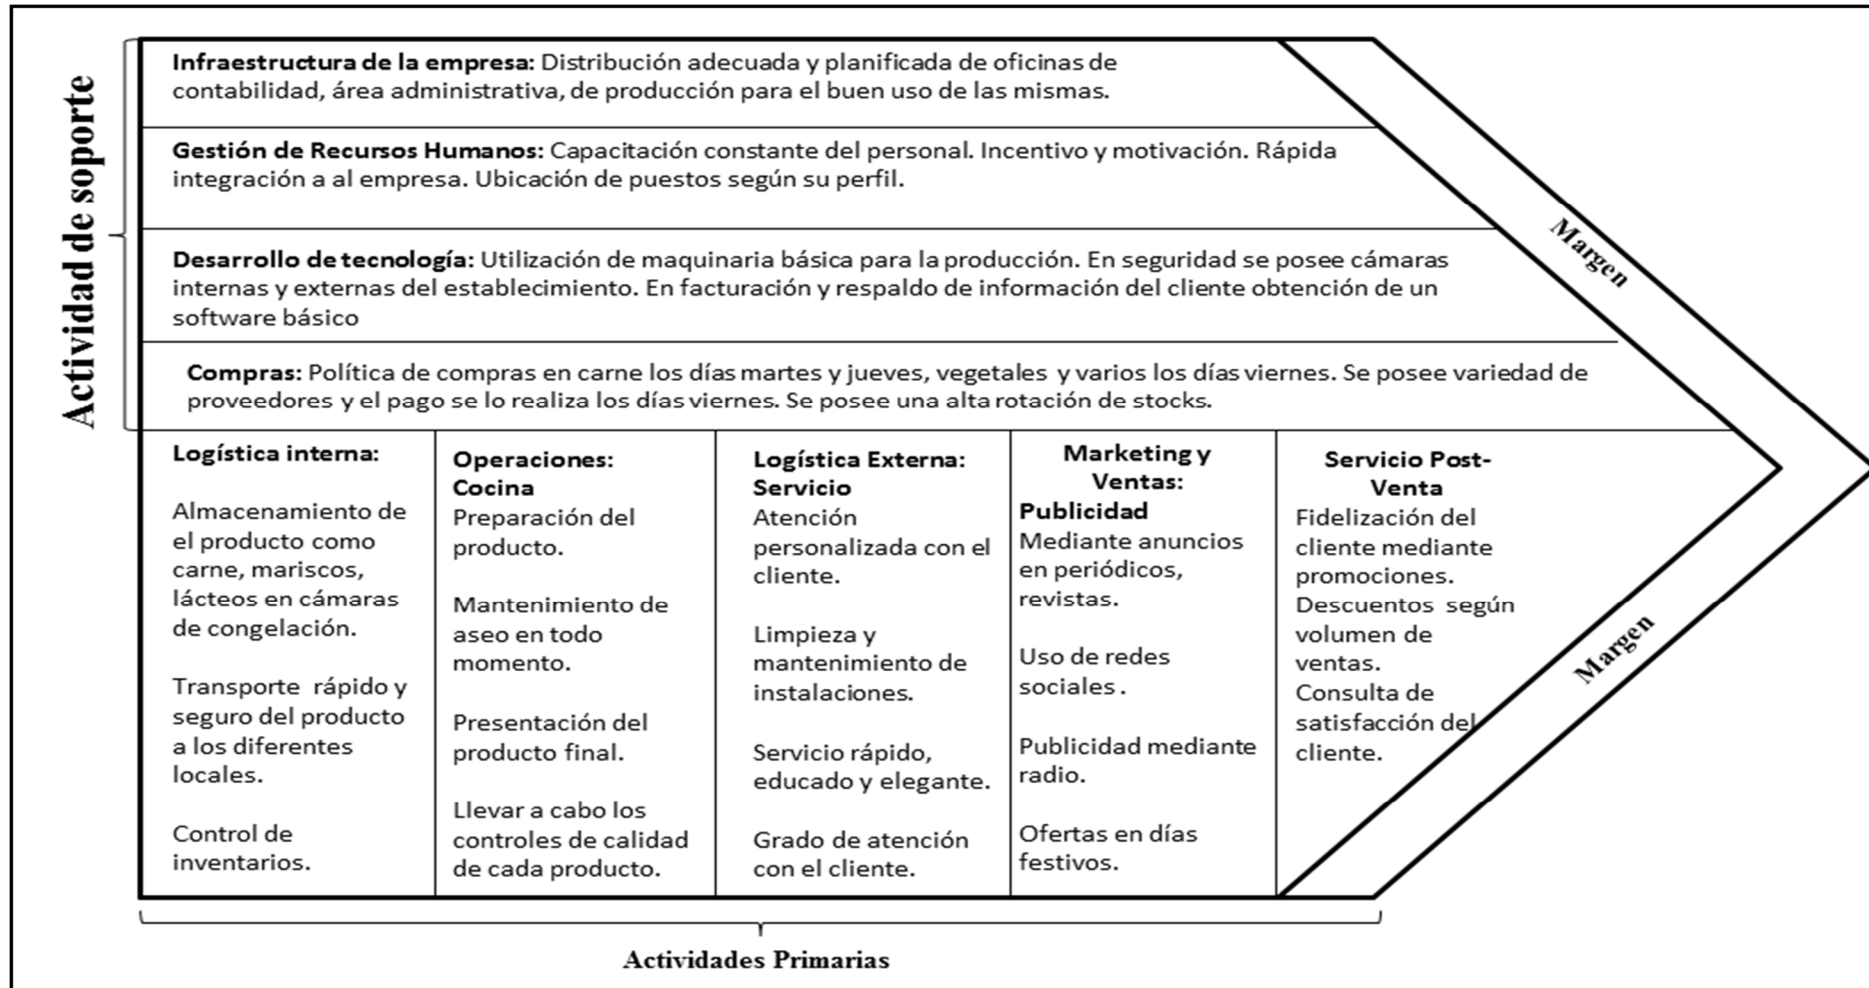 Actividad de soporte
Infraestructura de la empresa: Distribución adecuada y planificada de oficinas de
contabilidad, área administrativa, de producción para el buen uso de las mismas.
Gestión de Recursos Humanos: Capacitación constante del personal. Incentivo y motivación. Rápida
integración a al empresa. Ubicación de puestos según su perfil.
Desarrollo de tecnología: Utilización de maquinaria básica para la producción. En seguridad se posee cámaras
internas y externas del establecimiento. En facturación y respaldo de información del cliente obtención de un
software básico
Compras: Política de compras en carne los días martes y jueves, vegetales y varios los días viernes. Se posee variedad de
proveedores y el pago se lo realiza los días viernes. Se posee una alta rotación de stocks.
Margen
Logística interna:
Almacenamiento de
el producto como
carne, mariscos,
lácteos en cámaras
de congelación.
Transporte rápido y
seguro del producto
a los diferentes
locales.
Control de
inventarios.
Operaciones:
Cocina
Preparación del
producto.
Mantenimiento de
aseo en todo
momento.
Presentación del
producto final.
Llevar a cabo los
controles de calidad
de cada producto.
Logística Externa:
Servicio
Atención
personalizada con el
cliente.
Limpieza y
mantenimiento de
instalaciones.
Servicio rápido,
educado y elegante.
Grado de atención
con el cliente.
Marketing y
Ventas:
Publicidad
Mediante anuncios
en periódicos,
revistas.
Uso de redes
sociales.
Publicidad mediante
radio.
Ofertas en días
festivos.
Servicio Post-
Venta
Fidelización del
cliente mediante
promociones.
Descuentos según
volumen de
ventas.
Consulta de
satisfacción del
cliente.
Margen
Actividades Primarias